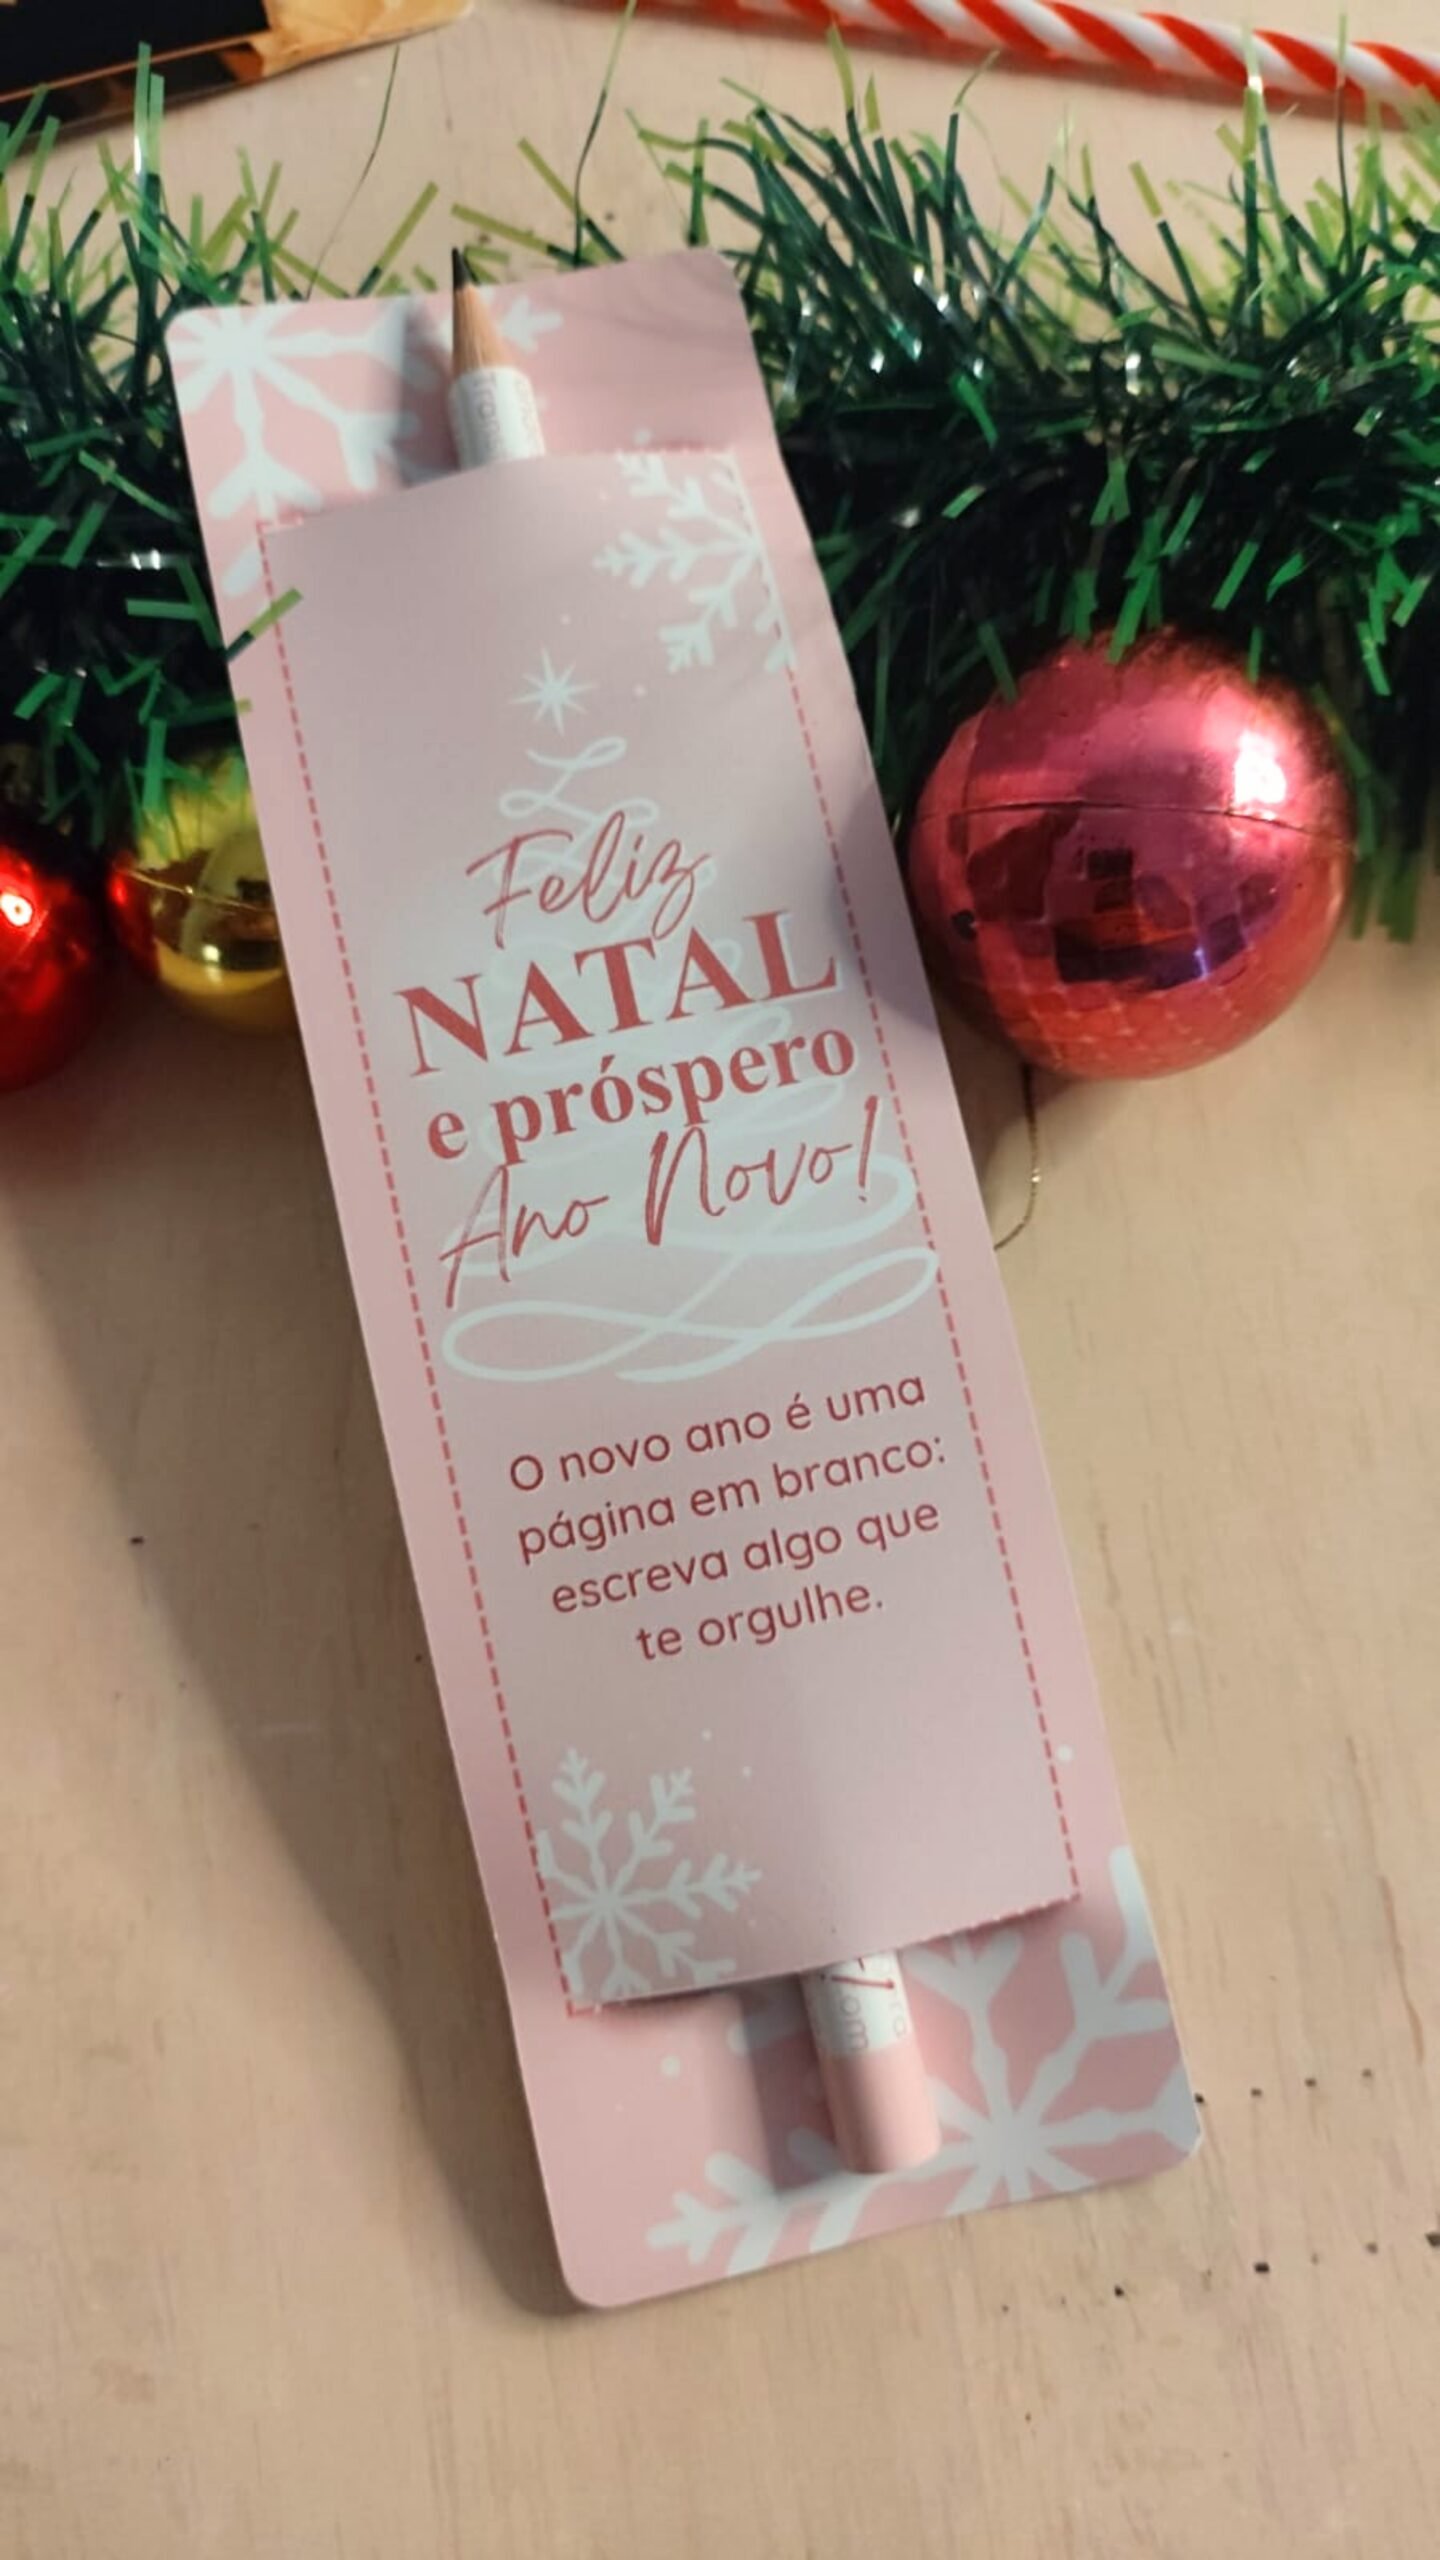 Feliz
NATAL
e próspero
Ano Novo!
O novo ano é uma
página em branco:
escreva algo que
te orgulhe.